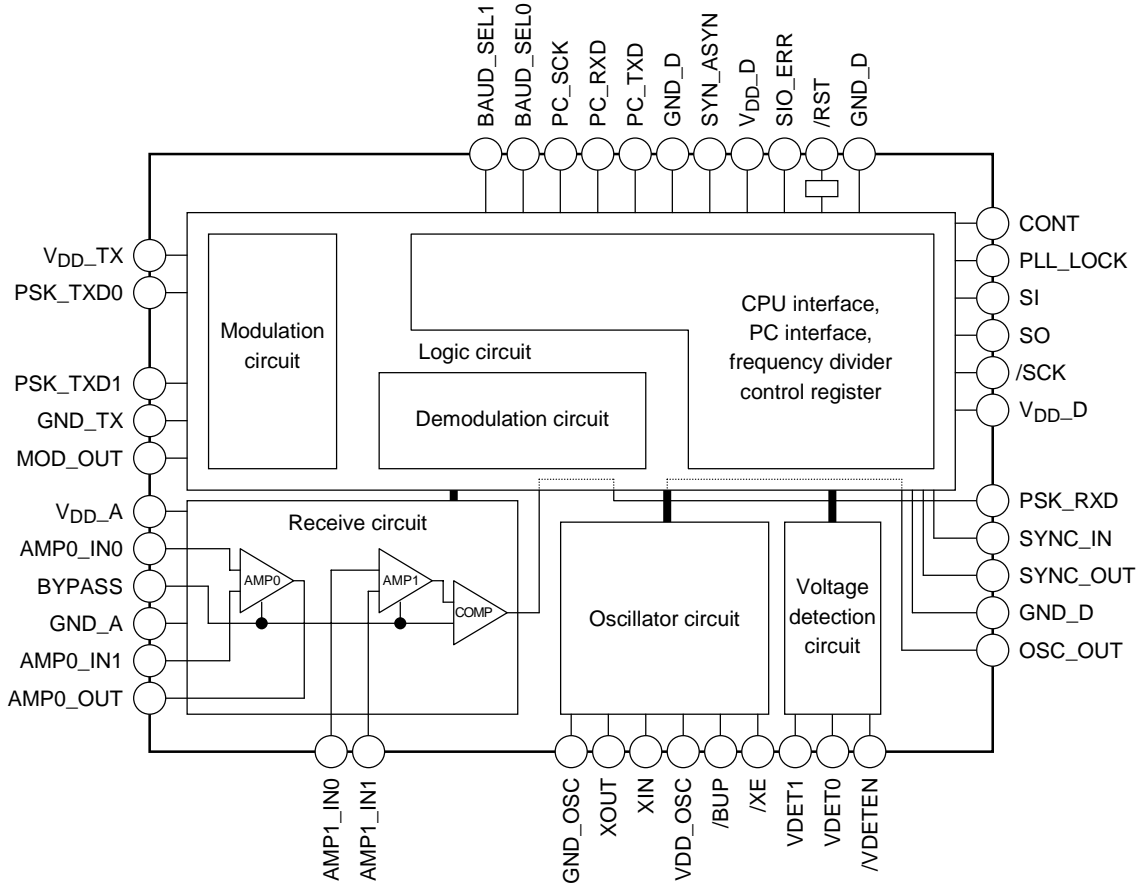 BAUD_SEL1
BAUD_SEL0
PC_SCK
PC_RXD
PC_TXD
GND_D
SYN_ASYN
VDD_D
SIO_ERR
/RST
GND_D
VDD_TX
PSK_TXD0
PSK_TXD1
GND_TX
MOD_OUT
VDD_A
AMP0_IN0
BYPASS
GND_A
AMP0_IN1
AMP0_OUT
Modulation
circuit
Logic circuit
Demodulation circuit
CPU interface,
PC interface,
frequency divider
control register
Receive circuit
AMP0
AMP1
COMP
Oscillator circuit
Voltage
detection
circuit
CONT
PLL_LOCK
SI
SO
/SCK
VDD_D
PSK_RXD
SYNC_IN
SYNC_OUT
GND_D
OSC_OUT
AMP1_IN0
AMP1_IN1
GND_OSC
XOUT
XIN
VDD_OSC
/BUP
/XE
VDET1
VDET0
/VDETEN